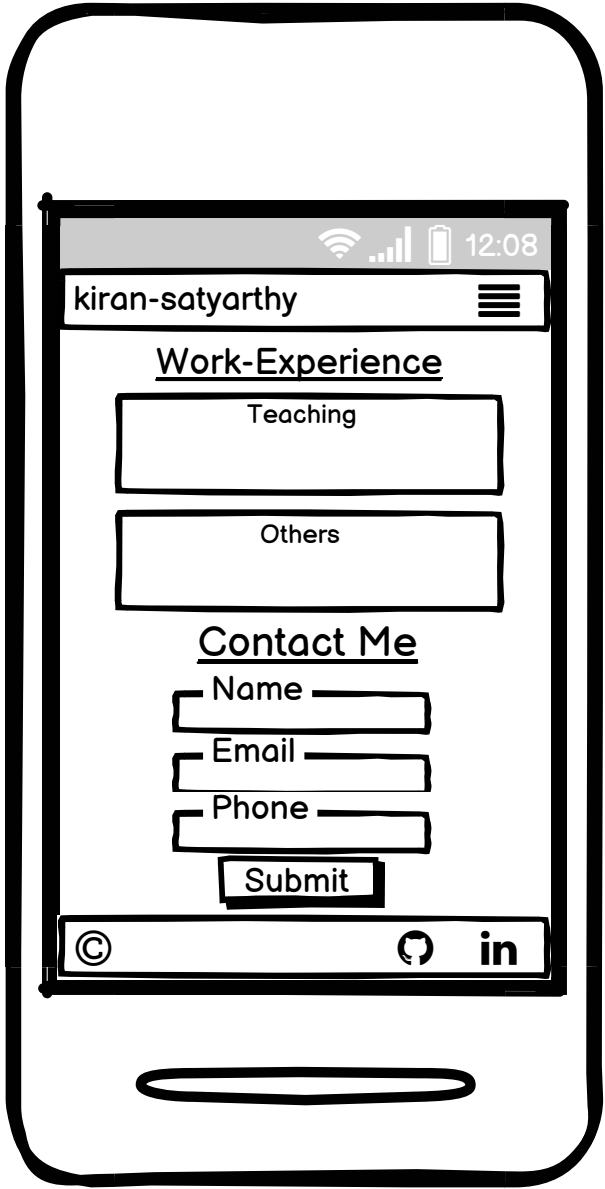 12:08
kiran-satyarthy
Work-Experience
Teaching
Others
Contact Me
Name
Email
Phone
Submit
© in